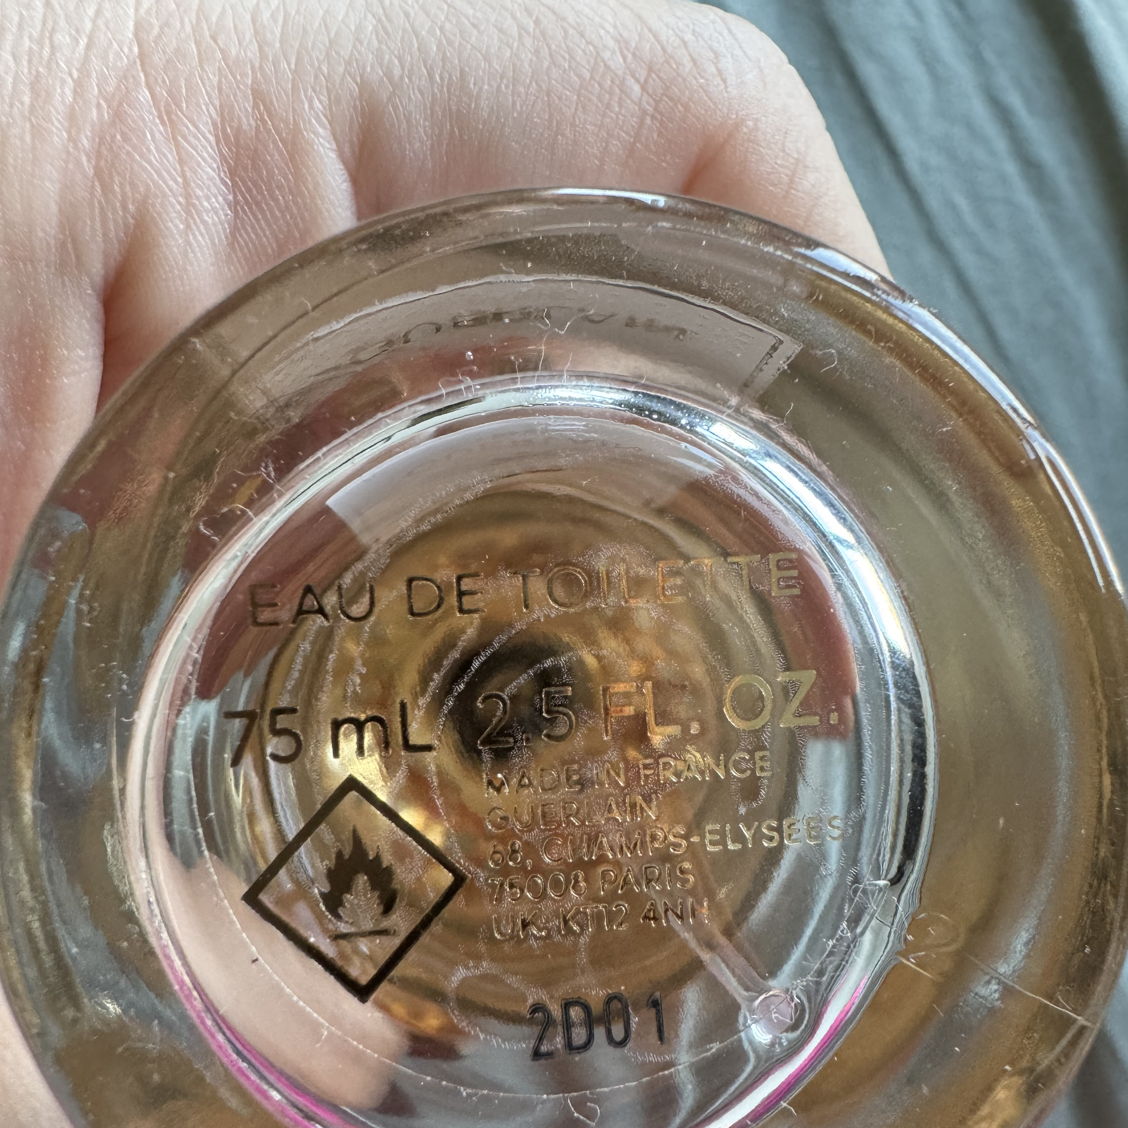 EAU DE TOILETTE
75 mL 2.5 FL. OZ.
MADE IN FRANCE
GUERLAIN
68, CHAMPS-ELYSEES
75008 PARIS
UK: KT12 4NH
2D01